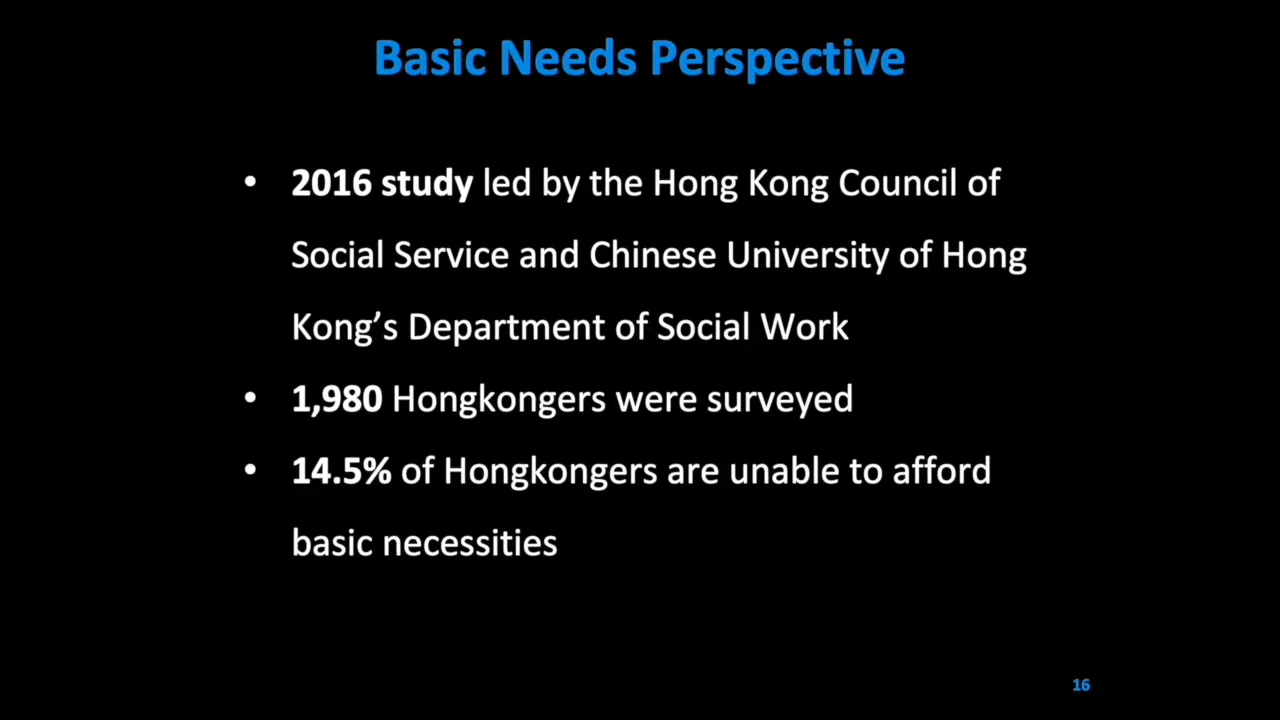 Basic Needs Perspective
• 2016 study led by the Hong Kong Council of
Social Service and Chinese University of Hong
Kong’s Department of Social Work
• 1,980 Hongkongers were surveyed
• 14.5% of Hongkongers are unable to afford
basic necessities
16